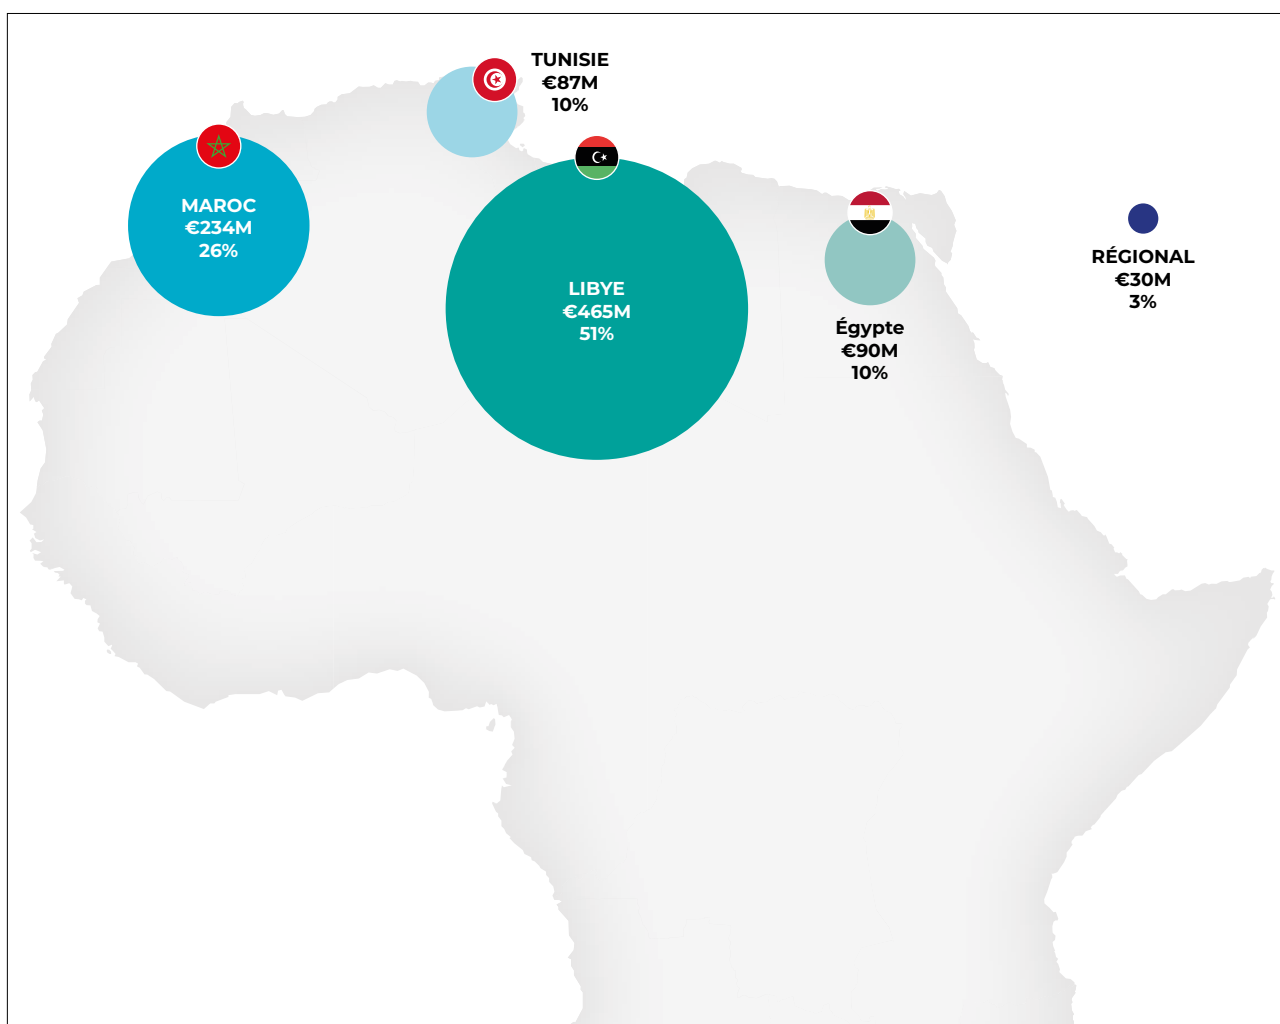 TUNISIE
€87M
10%
MAROC
€234M
26%
LIBYE
€465M
51%
Égypte
€90M
10%
RÉGIONAL
€30M
3%